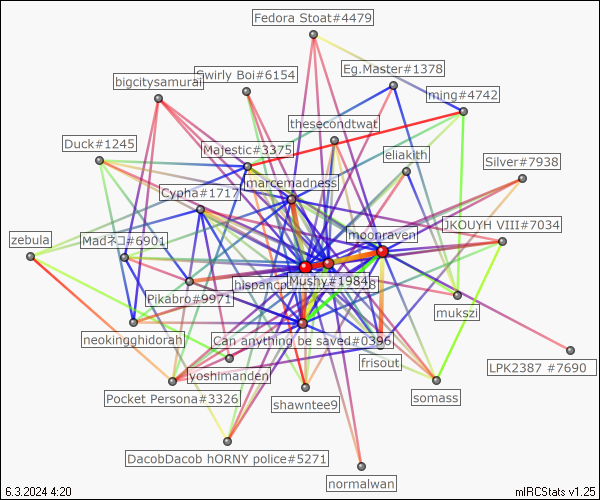 Fedora Stoat#4479
Eg.Master#1378
Swirly Boi#6154
bigcitysamurai
ming#4742
thesecondtwat
Duck#1245
Majestic#3375
eliakith
Silver#7938
marcemadness
Cypha#1717
JKOUYH VIII#7034
zebula
Madネコ#6901
moonraven
Mushy#1984
Pikabro#9971
mukszi
neokingghidorah
Can anything be saved#0396
frisout
LPK2387 #7690
yoshimanden
Pocket Persona#3326
shawntee9
somass
DacobDacob hORNY police#5271
normalwan
6.3.2024 4:20
mIRCStats v1.25